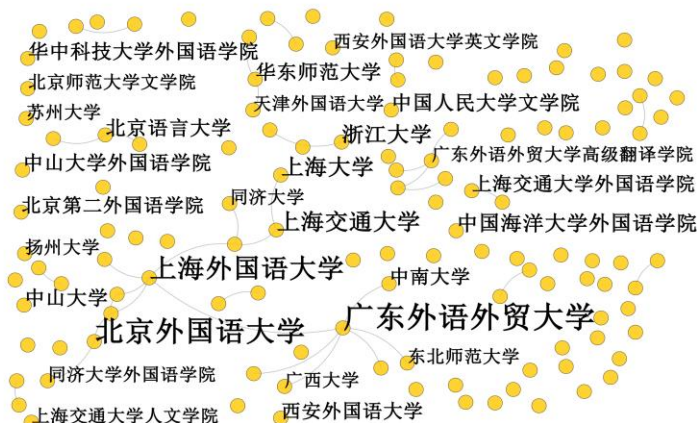 西安外国语大学英文学院
华中科技大学外国语学院
华东师范大学
北京师范大学文学院
天津外国语大学
中国人民大学文学院
苏州大学
北京语言大学
浙江大学
中山大学外国语学院
上海大学
广东外语外贸大学高级翻译学院
上海交通大学外国语学院
北京第二外国语学院
同济大学
上海交通大学
中国海洋大学外国语学院
扬州大学
上海外国语大学
中南大学
中山大学
北京外国语大学
广东外语外贸大学
东北师范大学
同济大学外国语学院
广西大学
上海交通大学人文学院
西安外国语大学